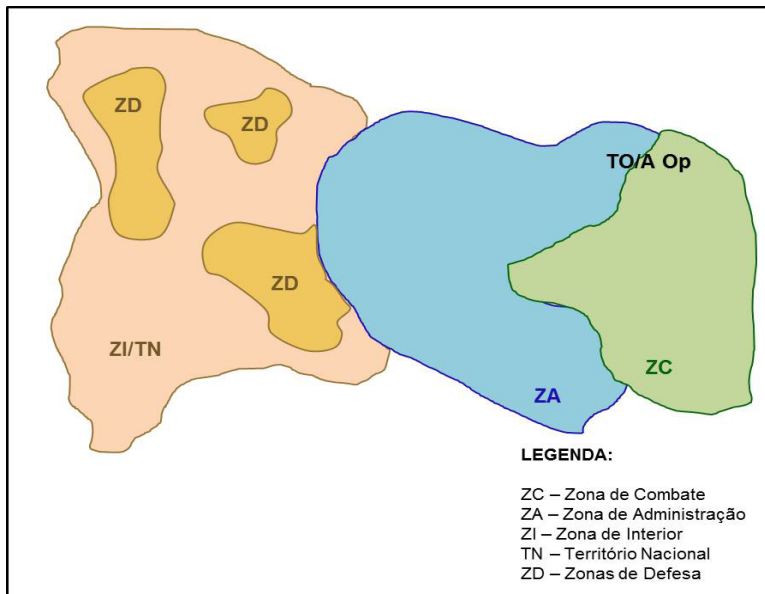 ZD
ZD
TO/A Op
ZD
ZI/TN
ZC
ZA
LEGENDA:
ZC – Zona de Combate
ZA – Zona de Administração
ZI – Zona de Interior
TN – Território Nacional
ZD – Zonas de Defesa